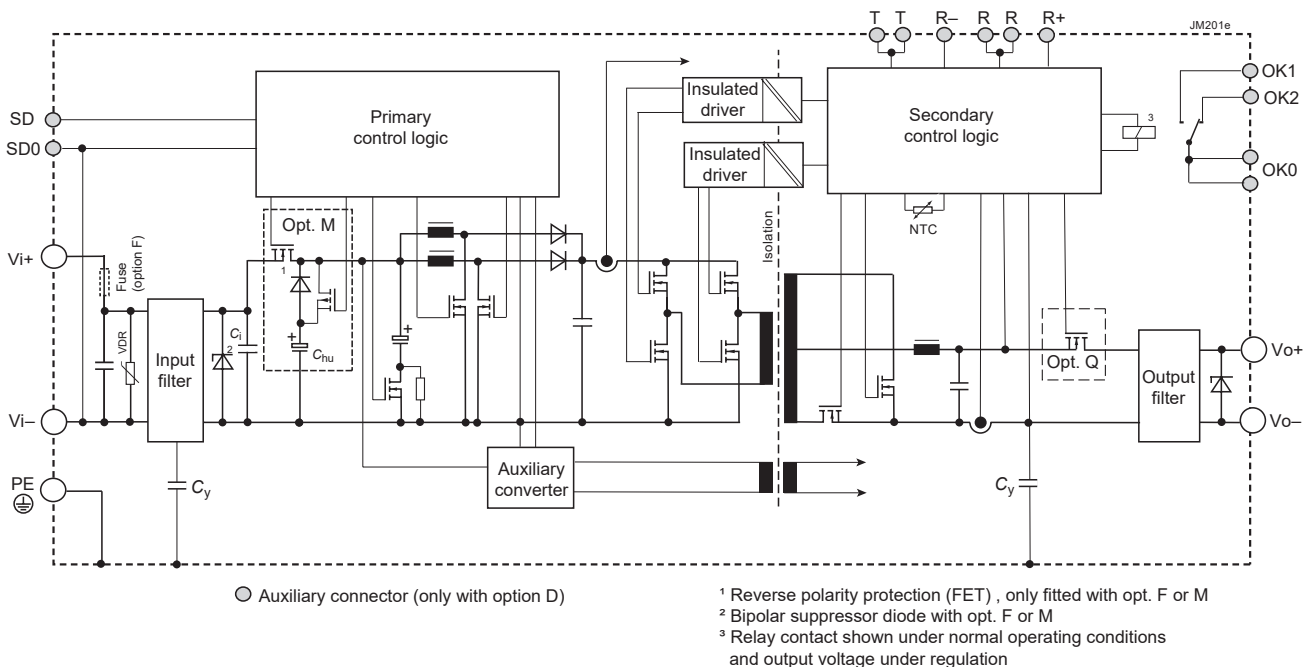 T T R– R R R+
JM201e
OK1
OK2
OK0
SD
SD0
Primary
control logic
Insulated
driver
Insulated
driver
Secondary
control logic
3
Opt. M
1
Isolation
NTC
Vi+
Fuse
(option F)
VDR
Input
filter
2
Ci
+
Chu
+
Opt. Q
Output
filter
Vo+
Vo–
Vi–
PE
Cy
Auxiliary
converter
Cy
Auxiliary connector (only with option D)
¹ Reverse polarity protection (FET) , only fitted with opt. F or M
² Bipolar suppressor diode with opt. F or M
³ Relay contact shown under normal operating conditions
and output voltage under regulation